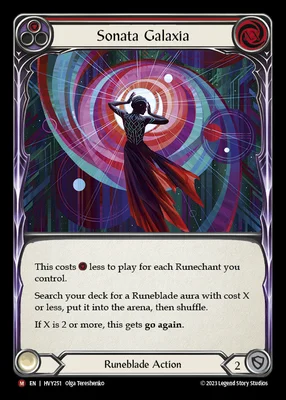 Sonata Galaxia
This costs less to play for each Runechant you
control.
Search your deck for a Runeblade aura with cost X
or less, put it into the arena, then shuffle.
If X is 2 or more, this gets go again.
Runeblade Action
2
M EN | HVY251 Olga Tereshenko
©2023 Legend Story Studios